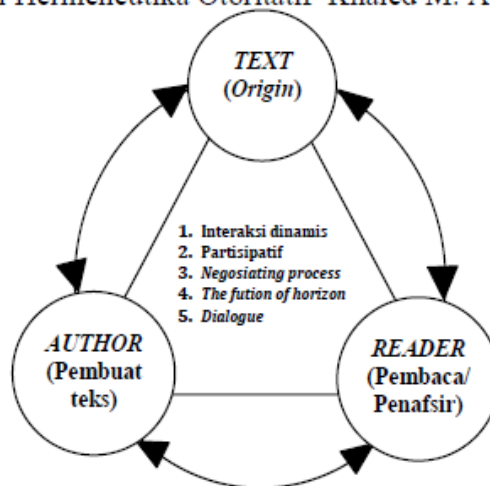 Hermeneutika Otoritatif Khaled M. A
TEXT
(Origin)
1. Interaksi dinamis
2. Partisipatif
3. Negosiating process
4. The fution of horizon
5. Dialogue
AUTHOR
(Pembuat
teks)
READER
(Pembaca/
Penafsir)